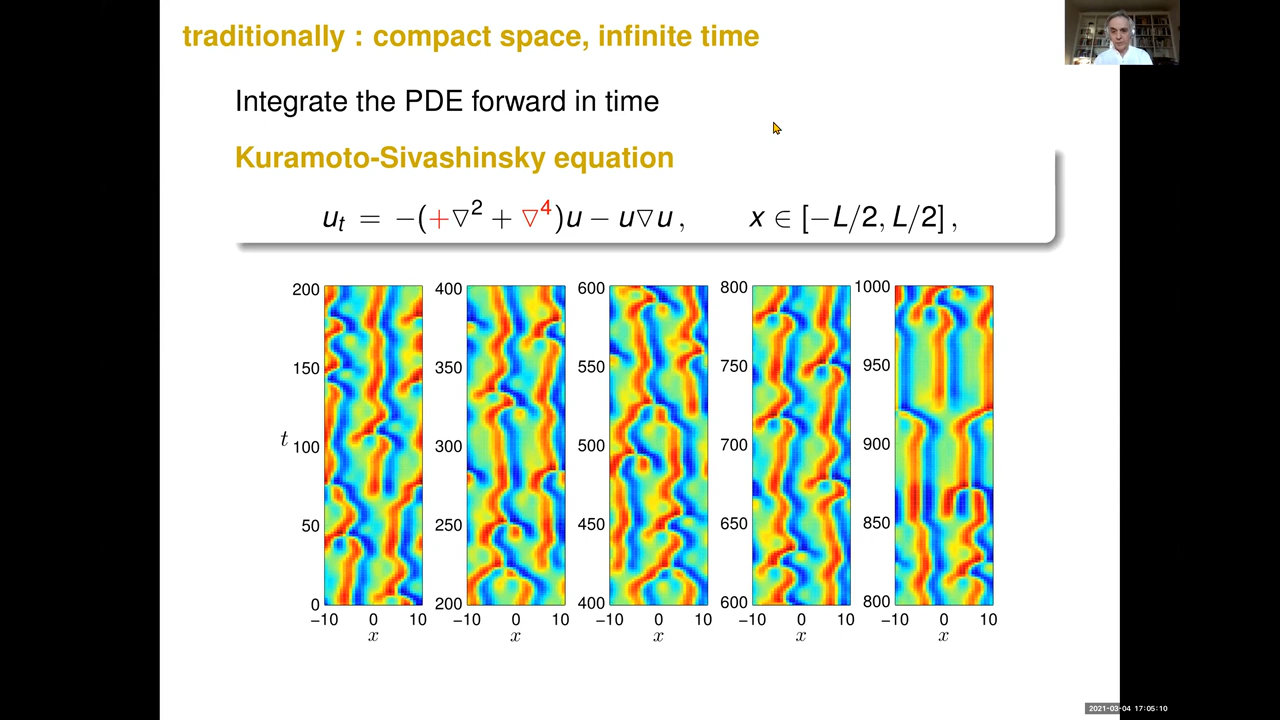 traditionally : compact space, infinite time
Integrate the PDE forward in time
Kuramoto-Sivashinsky equation
u_t = −(+∇² + ∇⁴)u − u∇u , x ∈ [−L/2, L/2] ,
200 400 600 800 1000
150 350 550 750 950
t 100 300 500 700 900
50 250 450 650 850
0 200 400 600 800
−10 0 10 −10 0 10 −10 0 10 −10 0 10 −10 0 10
x x x x x
2021-03-04 17:05:10